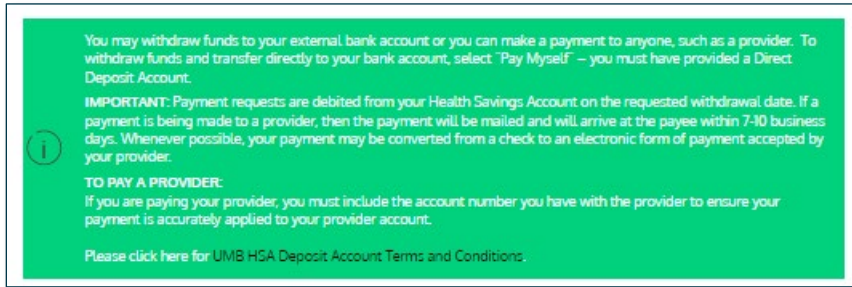 You may withdraw funds to your external bank account or you can make a payment to anyone, such as a provider. To
withdraw funds and transfer directly to your bank account, select "Pay Myself" – you must have provided a Direct
Deposit Account.
IMPORTANT: Payment requests are debited from your Health Savings Account on the requested withdrawal date. If a
payment is being made to a provider, then the payment will be mailed and will arrive at the payee within 7-10 business
days. Whenever possible, your payment may be converted from a check to an electronic form of payment accepted by
your provider.
TO PAY A PROVIDER:
If you are paying your provider, you must include the account number you have with the provider to ensure your
payment is accurately applied to your provider account.
Please click here for UMB HSA Deposit Account Terms and Conditions.